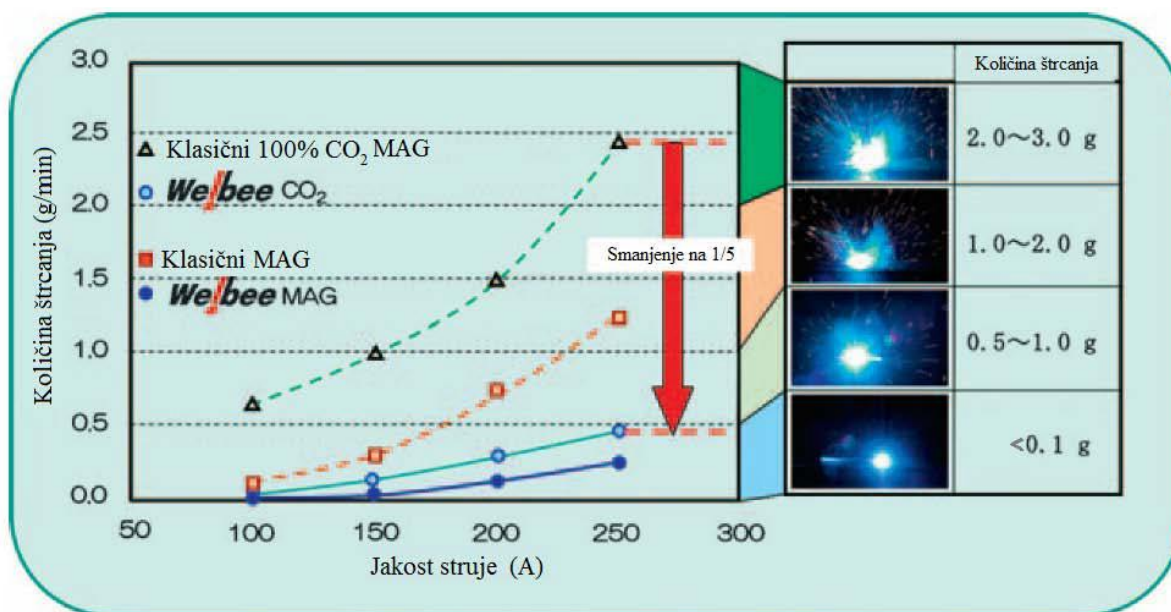 Količina štrcanja (g/min)
3.0
2.5
2.0
1.5
1.0
0.5
0.0
50
100
150
200
250
300
Jakost struje (A)
Klasični 100% CO₂ MAG
Welbee CO₂
Klasični MAG
Welbee MAG
Smanjenje na 1/5
Količina štrcanja
2.0~3.0 g
1.0~2.0 g
0.5~1.0 g
<0.1 g